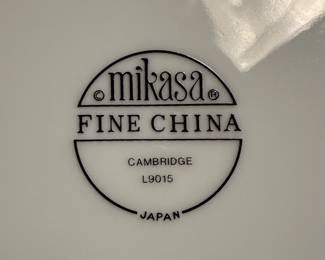 © mikasa ®
FINE CHINA
CAMBRIDGE
L9015
JAPAN